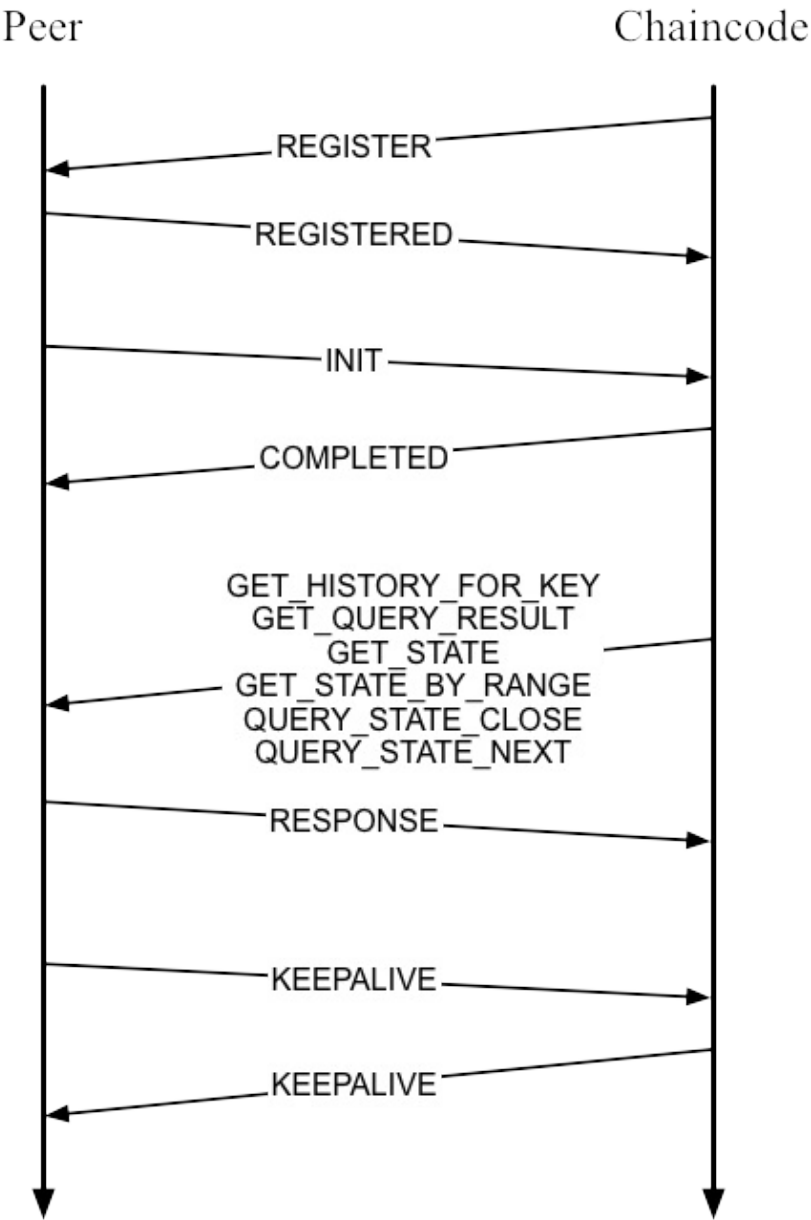 Peer
Chaincode
REGISTER
REGISTERED
INIT
COMPLETED
GET_HISTORY_FOR_KEY
GET_QUERY_RESULT
GET_STATE
GET_STATE_BY_RANGE
QUERY_STATE_CLOSE
QUERY_STATE_NEXT
RESPONSE
KEEPALIVE
KEEPALIVE